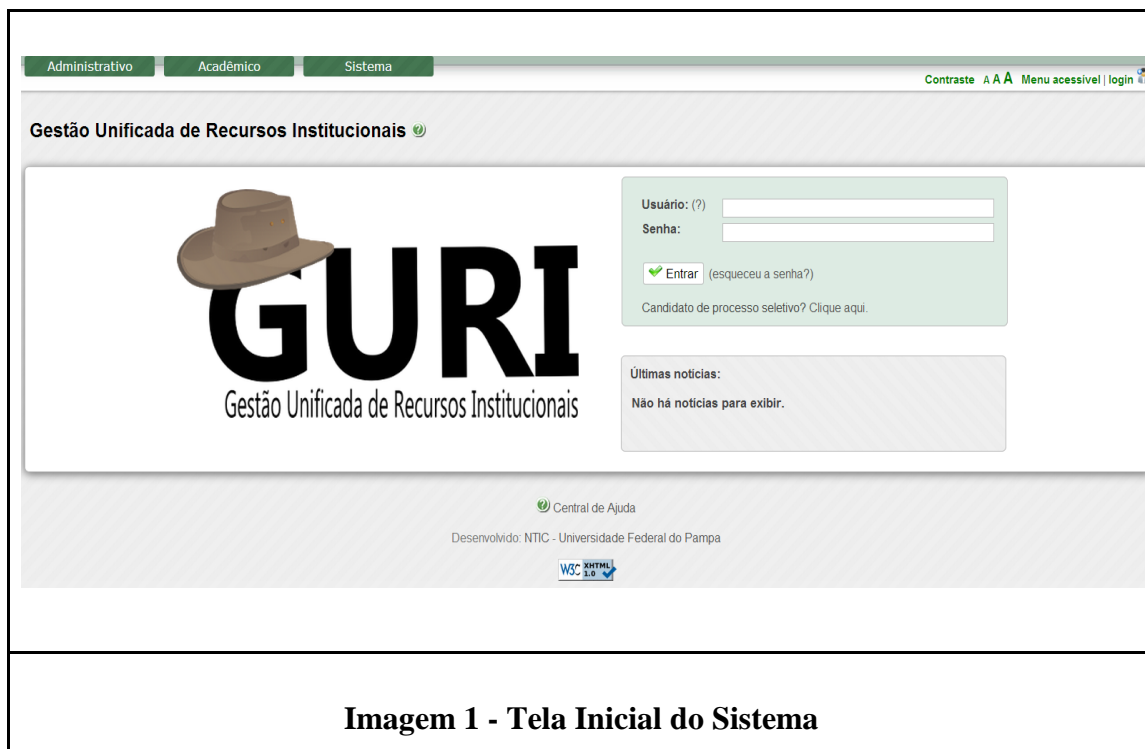 Administrativo Acadêmico Sistema
Contraste A A A Menu acessível | login
Gestão Unificada de Recursos Institucionais
GURI
Gestão Unificada de Recursos Institucionais
Usuário: (?)
Senha:
Entrar (esqueceu a senha?)
Candidato de processo seletivo? Clique aqui.
Últimas notícias:
Não há notícias para exibir.
Central de Ajuda
Desenvolvido: NTIC - Universidade Federal do Pampa
W3C XHTML 1.0
Imagem 1 - Tela Inicial do Sistema